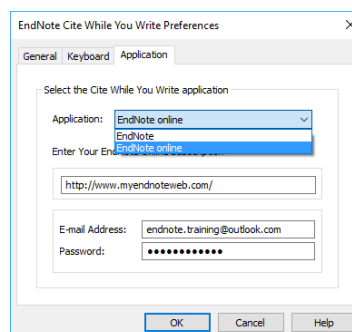 EndNote Cite While You Write Preferences
General Keyboard Application
Select the Cite While You Write application
Application: EndNote online
EndNote
EndNote online
Enter Your
http://www.myendnoteweb.com/
E-mail Address: endnote.training@outlook.com
Password: ●●●●●●●●●●●●
OK Cancel Help